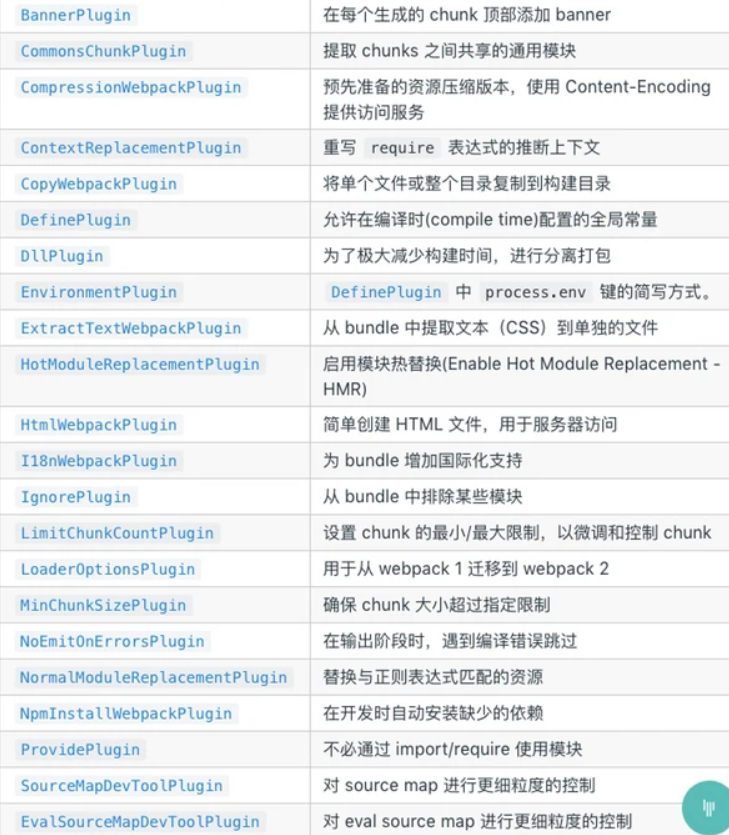 BannerPlugin 在每个生成的 chunk 顶部添加 banner
CommonsChunkPlugin 提取 chunks 之间共享的通用模块
CompressionWebpackPlugin 预先准备的资源压缩版本，使用 Content-Encoding
提供访问服务
ContextReplacementPlugin 重写 require 表达式的推断上下文
CopyWebpackPlugin 将单个文件或整个目录复制到构建目录
DefinePlugin 允许在编译时(compile time)配置的全局常量
DllPlugin 为了极大减少构建时间，进行分离打包
EnvironmentPlugin DefinePlugin 中 process.env 键的简写方式。
ExtractTextWebpackPlugin 从 bundle 中提取文本（CSS）到单独的文件
HotModuleReplacementPlugin 启用模块热替换(Enable Hot Module Replacement -
HMR)
HtmlWebpackPlugin 简单创建 HTML 文件，用于服务器访问
I18nWebpackPlugin 为 bundle 增加国际化支持
IgnorePlugin 从 bundle 中排除某些模块
LimitChunkCountPlugin 设置 chunk 的最小/最大限制，以微调和控制 chunk
LoaderOptionsPlugin 用于从 webpack 1 迁移到 webpack 2
MinChunkSizePlugin 确保 chunk 大小超过指定限制
NoEmitOnErrorsPlugin 在输出阶段时，遇到编译错误跳过
NormalModuleReplacementPlugin 替换与正则表达式匹配的资源
NpmInstallWebpackPlugin 在开发时自动安装缺少的依赖
ProvidePlugin 不必通过 import/require 使用模块
SourceMapDevToolPlugin 对 source map 进行更细粒度的控制
EvalSourceMapDevToolPlugin 对 eval source map 进行更细粒度的控制